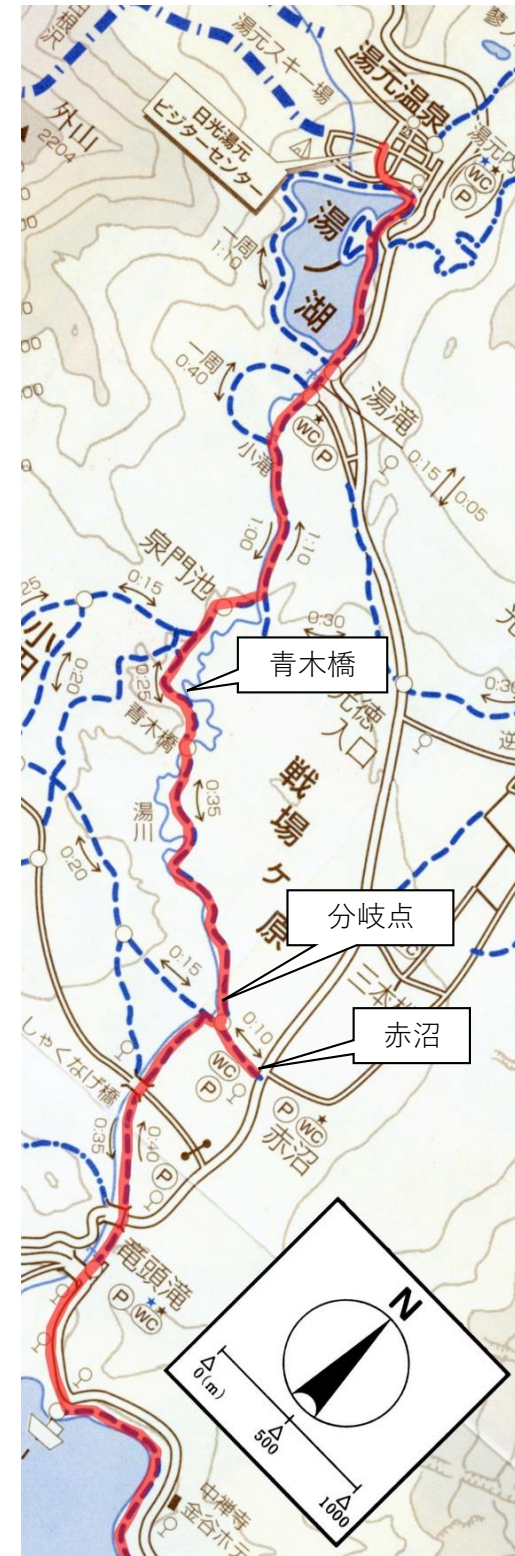 湯元スキー場
湯元温泉
日光湯元
ビジターセンター
外山
2204
WC
P
湯ノ湖
一周
1:10
一周
0:40
湯滝
WC
P
小滝
0:15
0:05
1:00
1:10
泉門池
0:15
0:30
0:20
0:25
青木橋
青木橋
光徳
入口
0:35
湯川
戦場ヶ原
0:20
分岐点
0:15
0:10
三本松
赤沼
WC
P
しゃくなげ橋
P
WC
赤沼
0:35
0:40
P
竜頭滝
P
WC
N
0(m)
500
1000
中禅寺
金谷ホテ